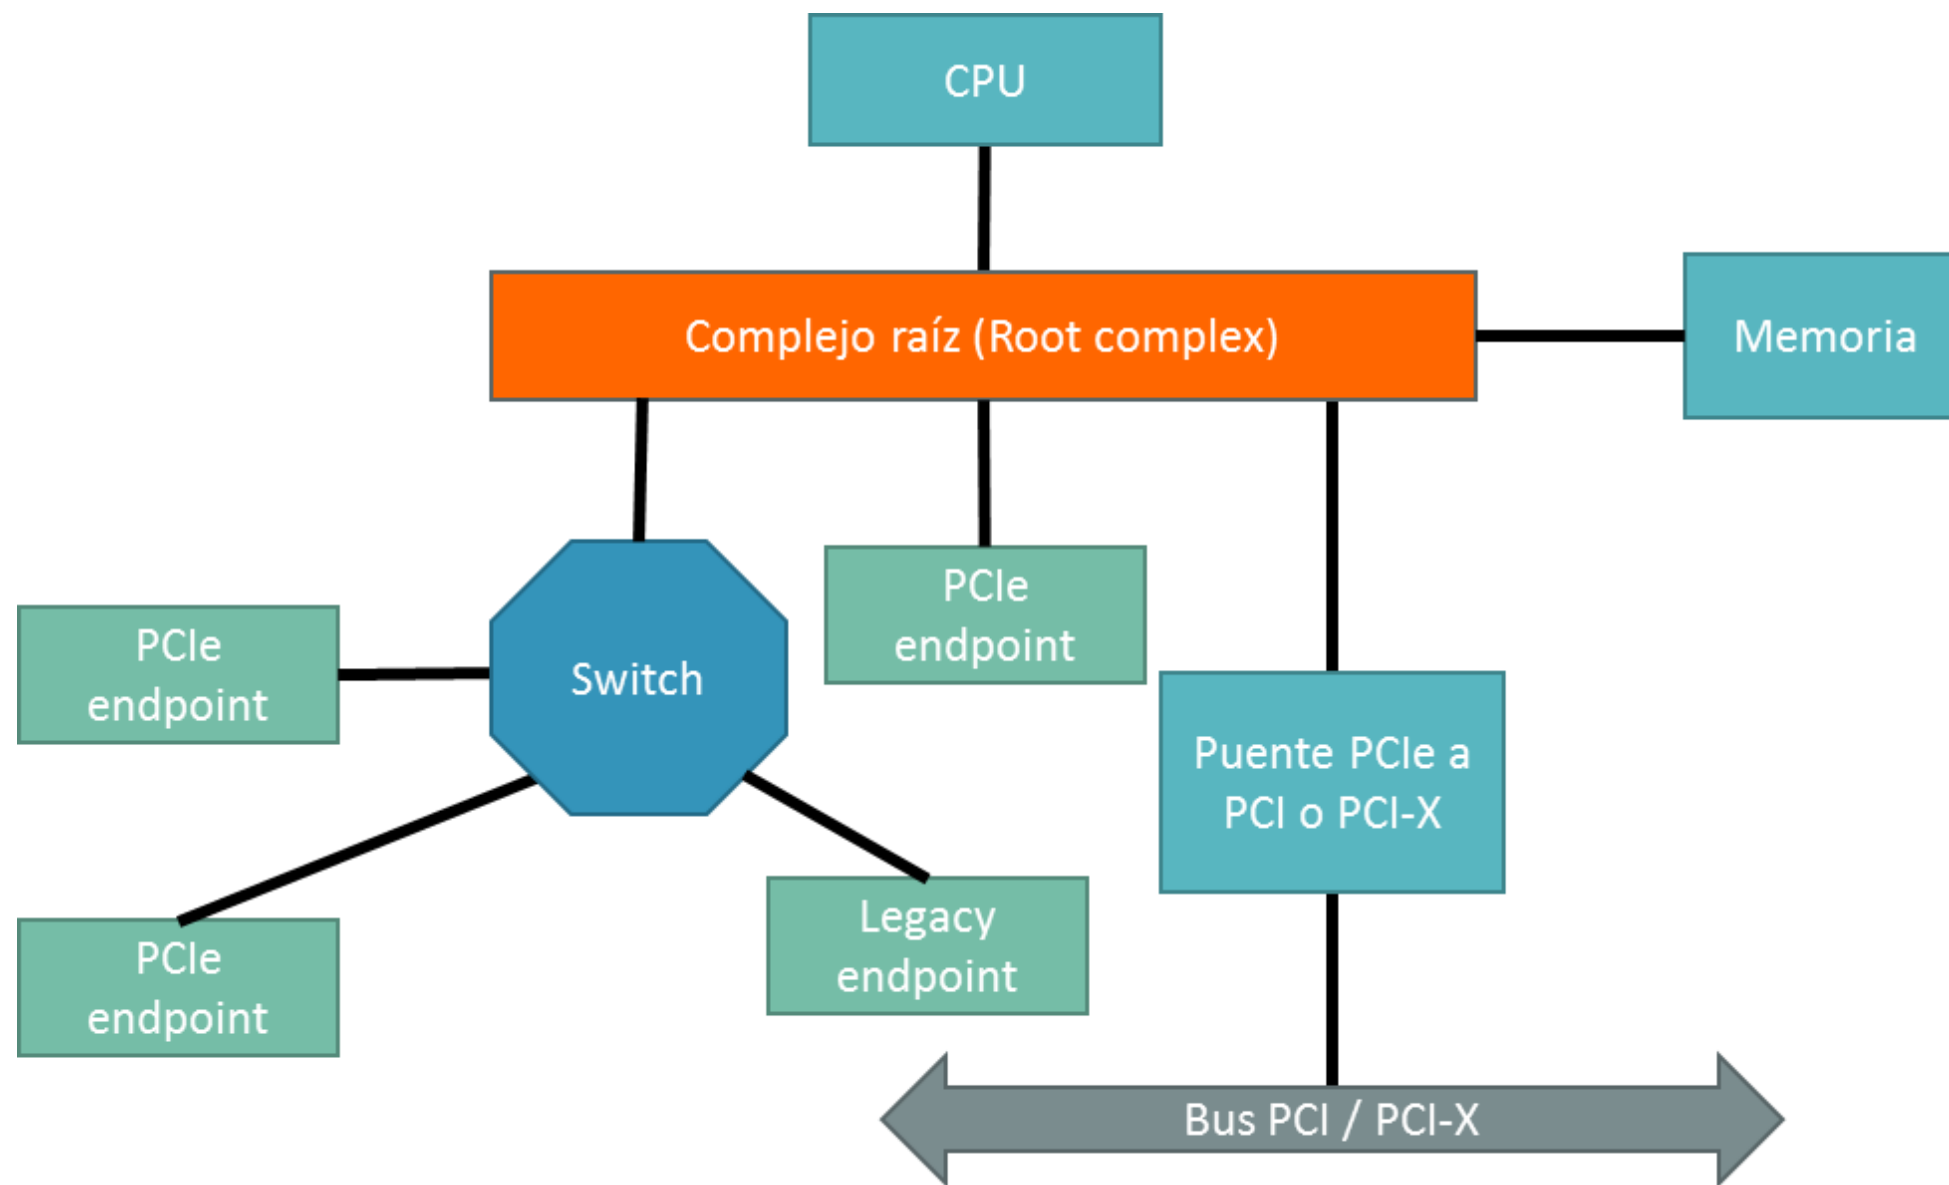 CPU
Complejo raíz (Root complex)
Memoria
PCIe
endpoint
PCIe
endpoint
Switch
Puente PCIe a
PCI o PCI-X
Legacy
endpoint
PCIe
endpoint
Bus PCI / PCI-X